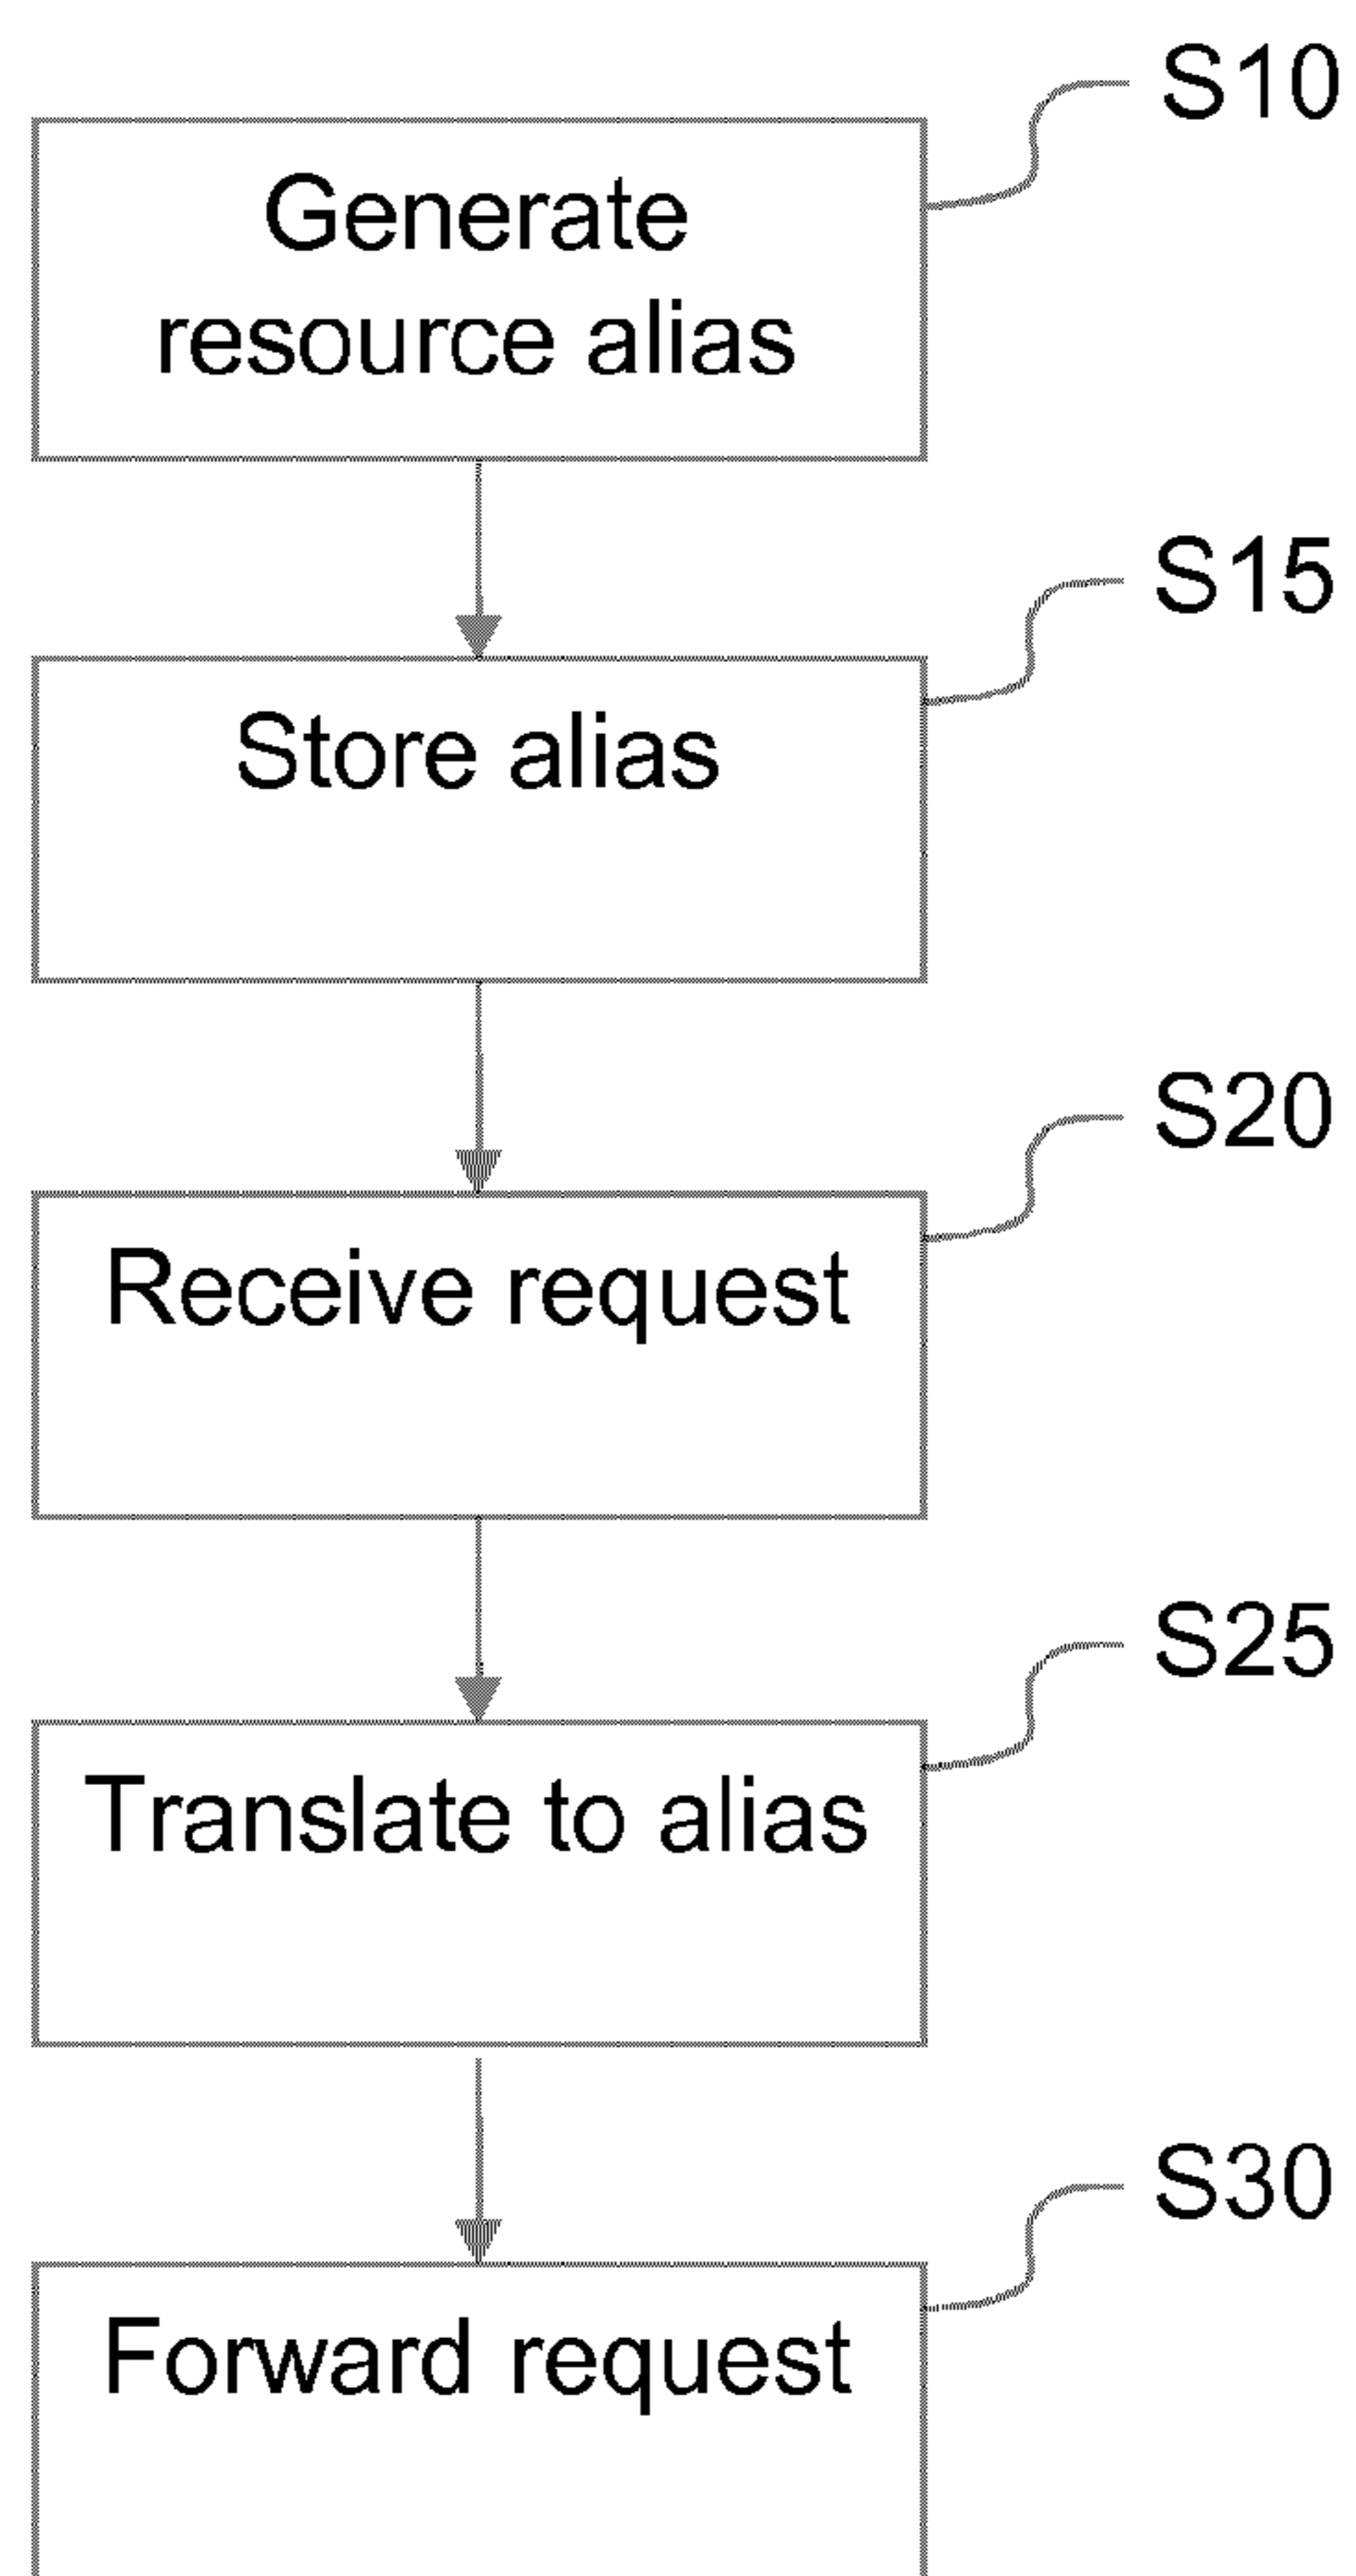 S10
Generate
resource alias
S15
Store alias
S20
Receive request
S25
Translate to alias
S30
Forward request